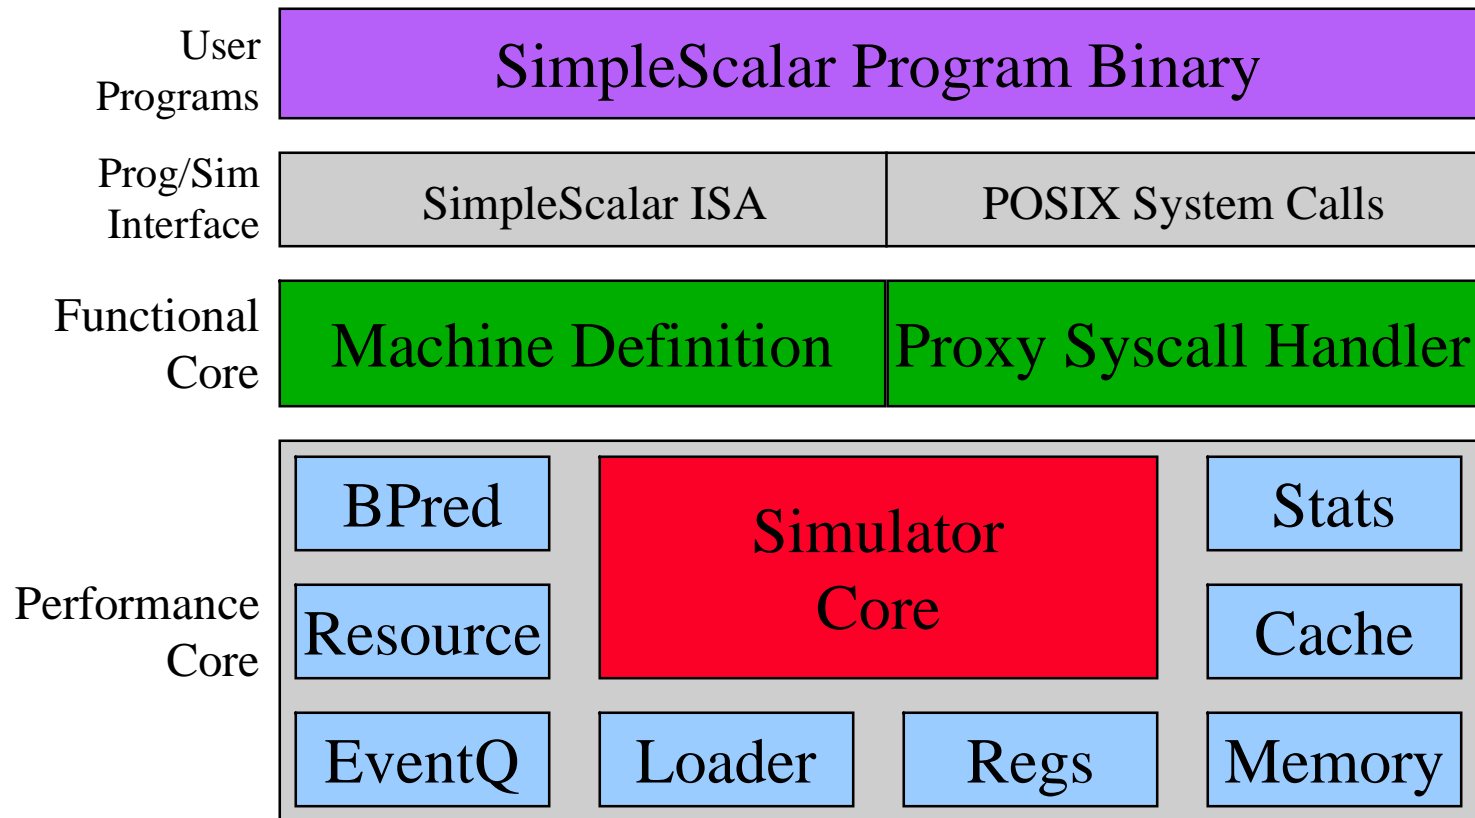 User
Programs
SimpleScalar Program Binary
Prog/Sim
Interface
SimpleScalar ISA
POSIX System Calls
Functional
Core
Machine Definition
Proxy Syscall Handler
Performance
Core
BPred
Simulator
Core
Stats
Resource
Cache
EventQ
Loader
Regs
Memory